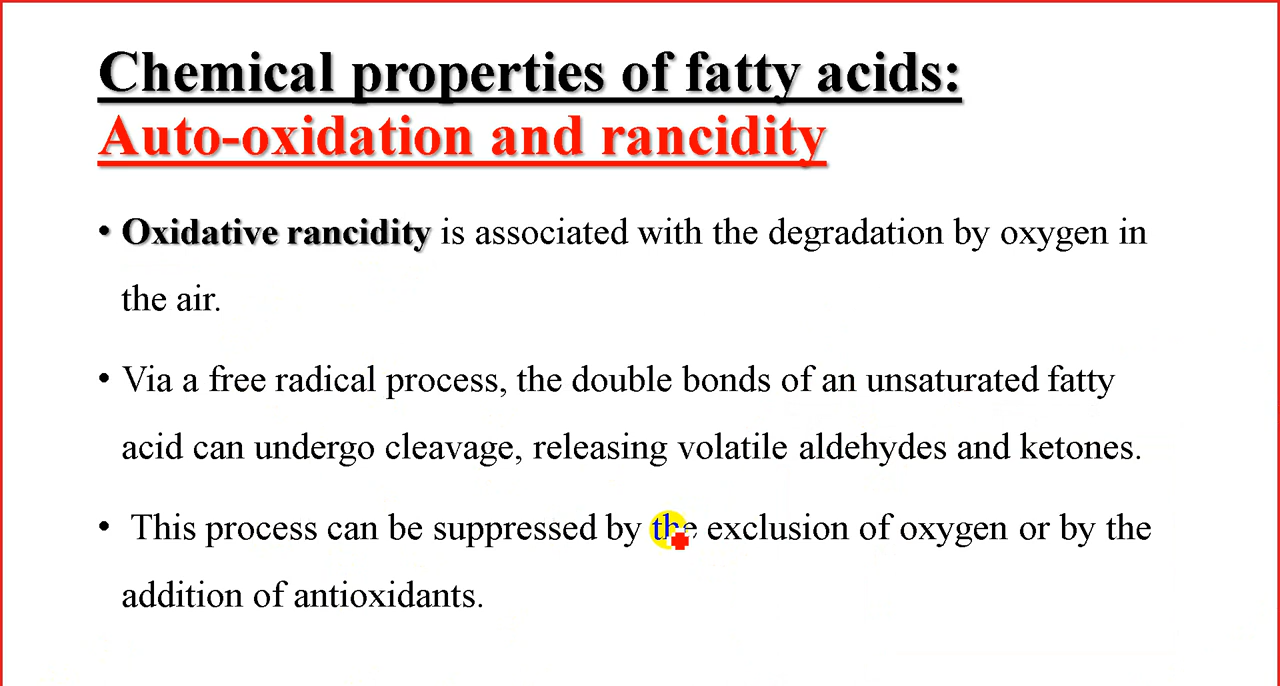 Chemical properties of fatty acids:
Auto-oxidation and rancidity
• Oxidative rancidity is associated with the degradation by oxygen in
the air.
• Via a free radical process, the double bonds of an unsaturated fatty
acid can undergo cleavage, releasing volatile aldehydes and ketones.
• This process can be suppressed by the exclusion of oxygen or by the
addition of antioxidants.